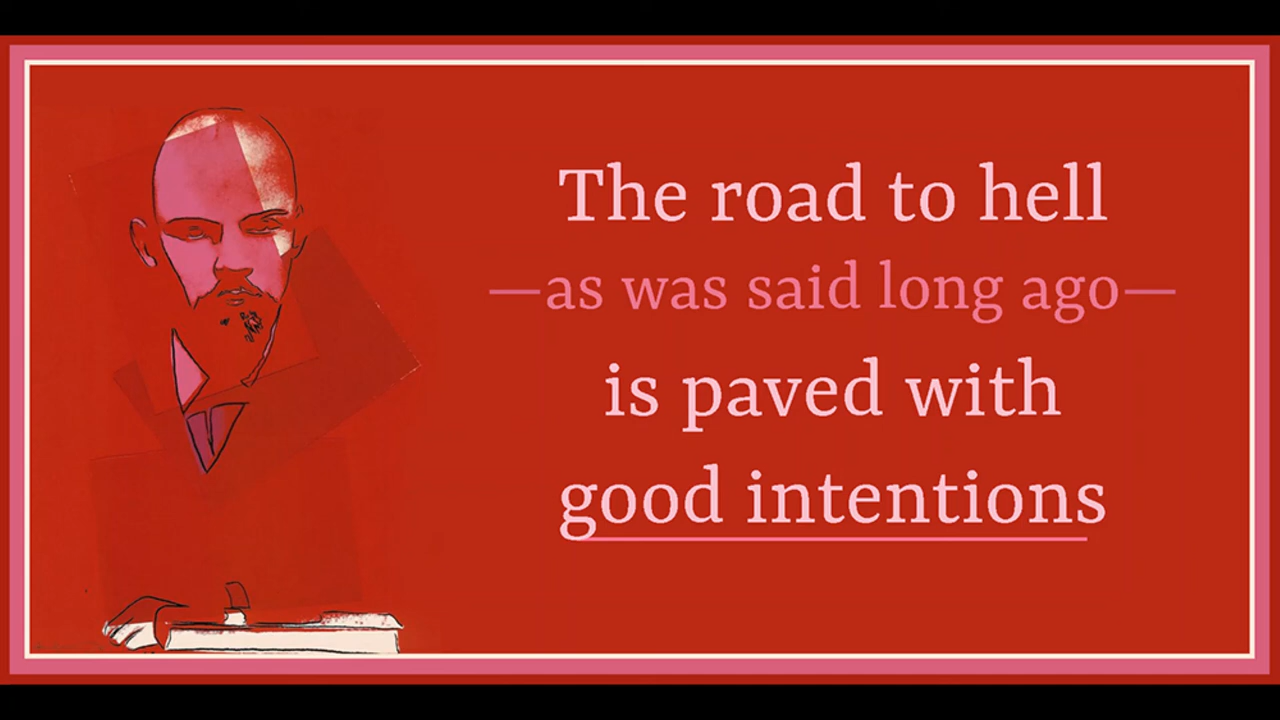 The road to hell
—as was said long ago—
is paved with
good intentions